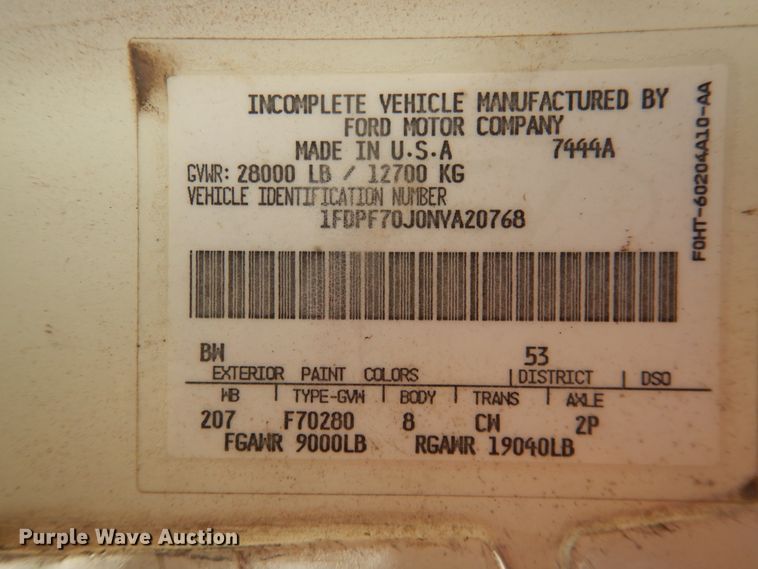 INCOMPLETE VEHICLE MANUFACTURED BY
FORD MOTOR COMPANY
MADE IN U.S.A 7444A
GVWR: 28000 LB / 12700 KG
VEHICLE IDENTIFICATION NUMBER
1FDPF70J0NVA20768
F0HT-60204A10-AA
BW 53
EXTERIOR PAINT COLORS | DISTRICT | DSO
WB | TYPE-GVW | BODY | TRANS | AXLE
207 F70280 8 CW 2P
FGAWR 9000LB RGAWR 19040LB
Purple Wave Auction